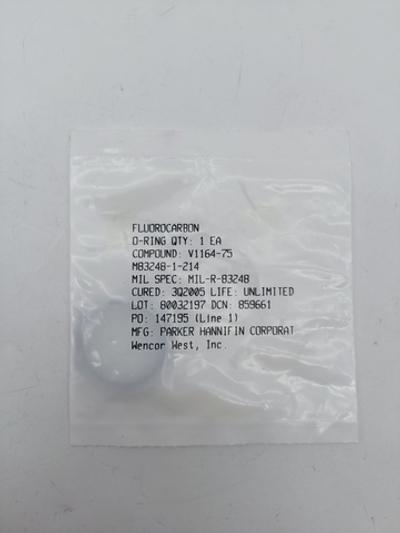 FLUOROCARBON
O-RING QTY: 1 EA
COMPOUND: V1164-75
M83248-1-214
MIL SPEC: MIL-R-83248
CURED: 3Q2005 LIFE: UNLIMITED
LOT: 80032197 DCN: 859661
PO: 147195 (Line 1)
MFG: PARKER HANNIFIN CORPORAT
Wencor West, Inc.